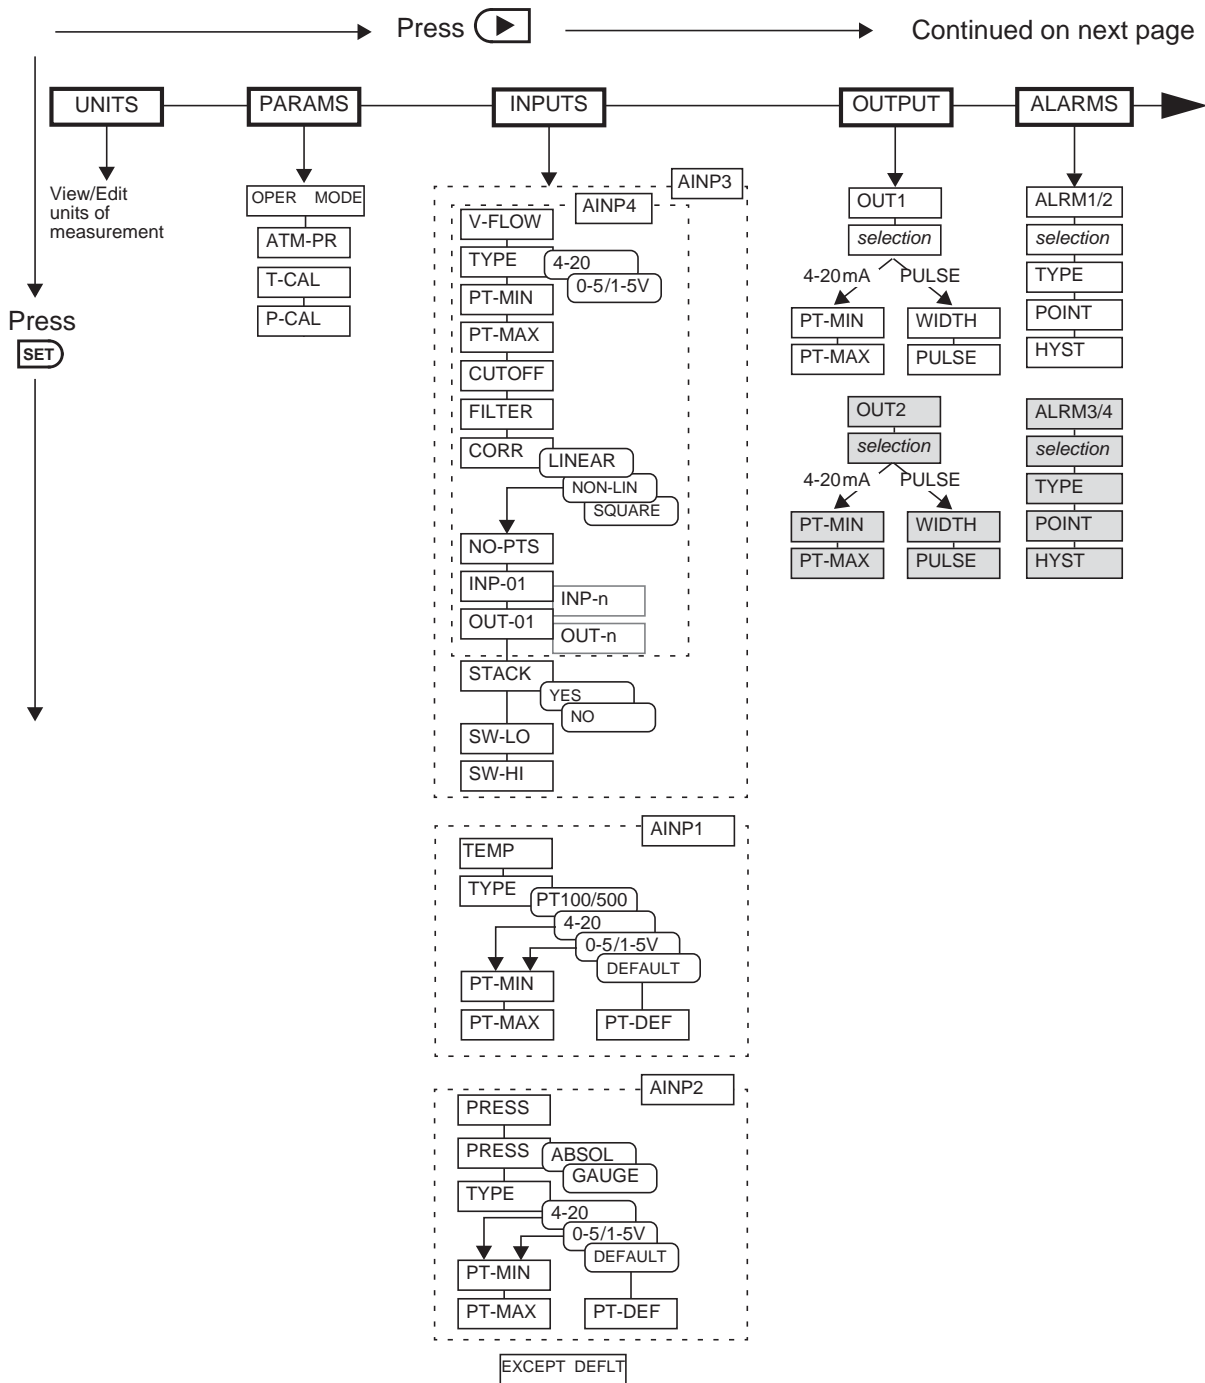 Press
Continued on next page
UNITS
PARAMS
INPUTS
OUTPUT
ALARMS
View/Edit
units of
measurement
Press
SET
OPER MODE
ATM-PR
T-CAL
P-CAL
AINP3
AINP4
V-FLOW
TYPE
4-20
0-5/1-5V
PT-MIN
PT-MAX
CUTOFF
FILTER
CORR
LINEAR
NON-LIN
SQUARE
NO-PTS
INP-01
INP-n
OUT-01
OUT-n
STACK
YES
NO
SW-LO
SW-HI
AINP1
TEMP
TYPE
PT100/500
4-20
0-5/1-5V
DEFAULT
PT-MIN
PT-MAX
PT-DEF
AINP2
PRESS
PRESS
ABSOL
GAUGE
TYPE
4-20
0-5/1-5V
DEFAULT
PT-MIN
PT-MAX
PT-DEF
EXCEPT DEFLT
OUT1
selection
4-20mA
PULSE
PT-MIN
WIDTH
PT-MAX
PULSE
OUT2
selection
4-20mA
PULSE
PT-MIN
WIDTH
PT-MAX
PULSE
ALRM1/2
selection
TYPE
POINT
HYST
ALRM3/4
selection
TYPE
POINT
HYST